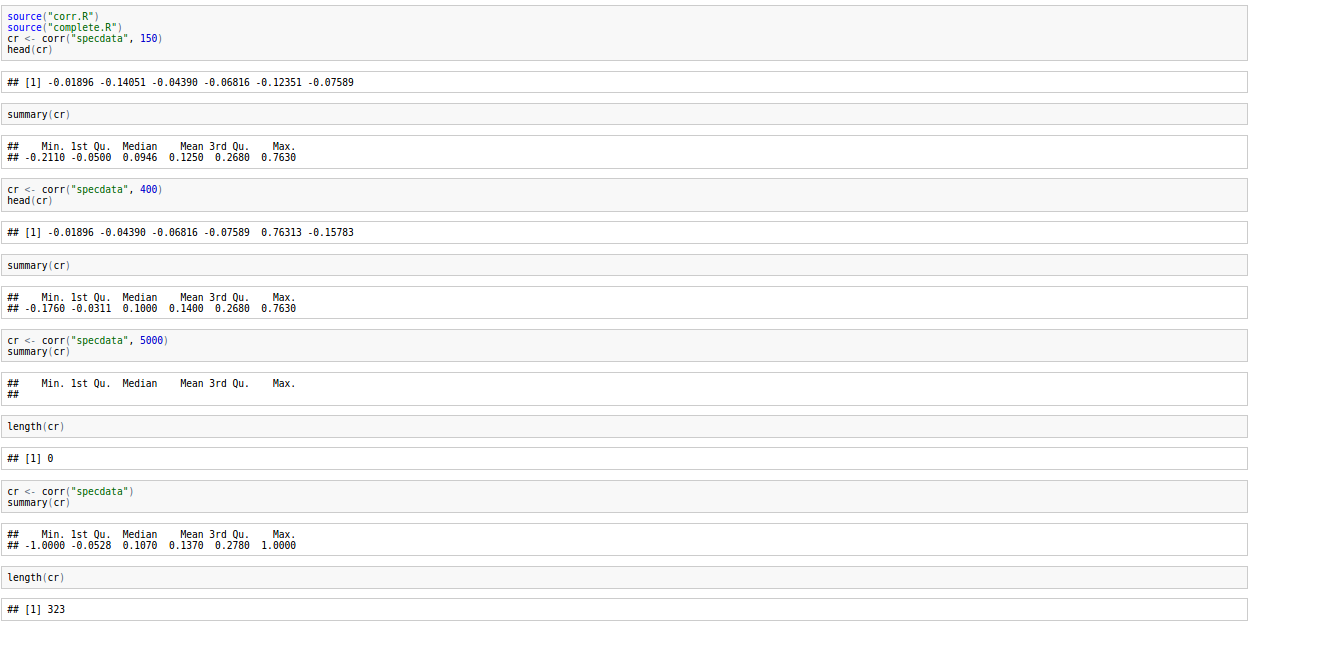 source("corr.R")
source("complete.R")
cr <- corr("specdata", 150)
head(cr)
## [1] -0.01896 -0.14051 -0.04390 -0.06816 -0.12351 -0.07589
summary(cr)
##    Min. 1st Qu.  Median    Mean 3rd Qu.    Max.
## -0.2110 -0.0500  0.0946  0.1250  0.2680  0.7630
cr <- corr("specdata", 400)
head(cr)
## [1] -0.01896 -0.04390 -0.06816 -0.07589  0.76313 -0.15783
summary(cr)
##    Min. 1st Qu.  Median    Mean 3rd Qu.    Max.
## -0.1760 -0.0311  0.1000  0.1400  0.2680  0.7630
cr <- corr("specdata", 5000)
summary(cr)
##    Min. 1st Qu.  Median    Mean 3rd Qu.    Max.
##
length(cr)
## [1] 0
cr <- corr("specdata")
summary(cr)
##    Min. 1st Qu.  Median    Mean 3rd Qu.    Max.
## -1.0000 -0.0528  0.1070  0.1370  0.2780  1.0000
length(cr)
## [1] 323